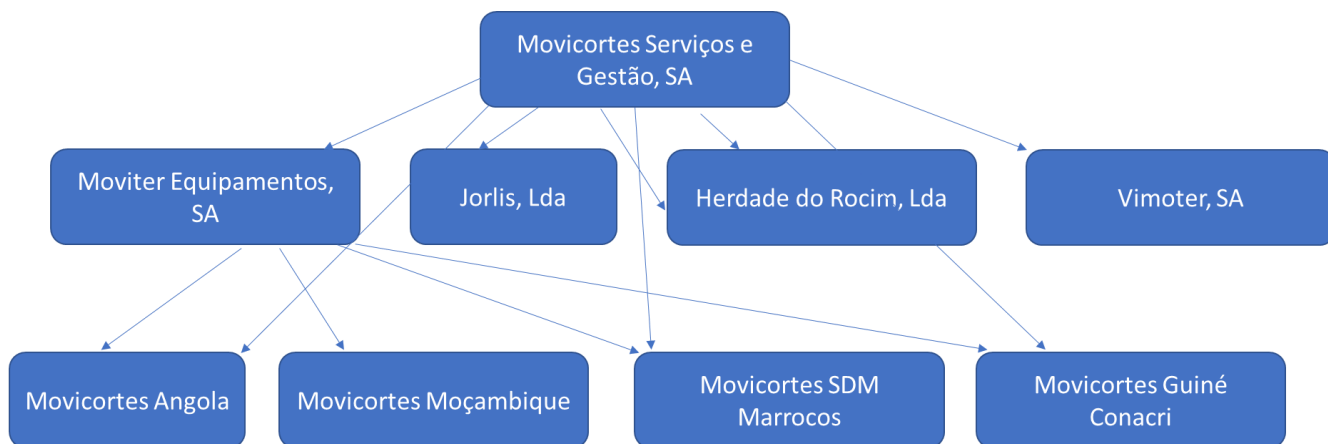 Movicortes Serviços e
Gestão, SA
Moviter Equipamentos,
SA
Jorlis, Lda
Herdade do Rocim, Lda
Vimoter, SA
Movicortes Angola
Movicortes Moçambique
Movicortes SDM
Marrocos
Movicortes Guiné
Conacri